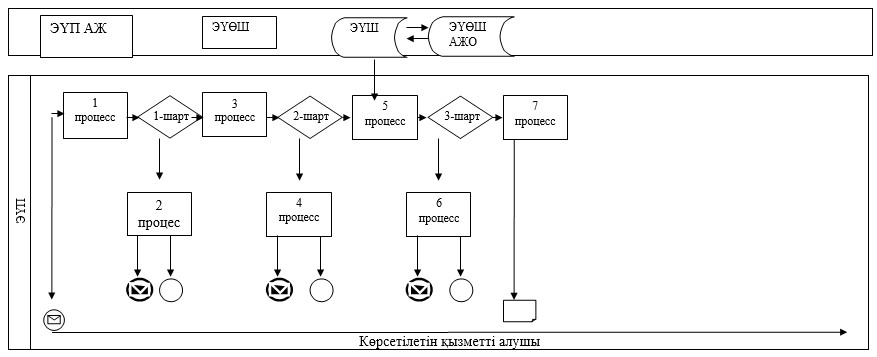 ЭҮП АЖ
ЭҮӨШ
ЭҮШ
ЭҮӨШ
АЖО
ЭҮП
1
процесс
1-шарт
3
процесс
2-шарт
5
процесс
3-шарт
7
процесс
2
процес
4
процесс
6
процесс
Көрсетілетін қызметті алушы